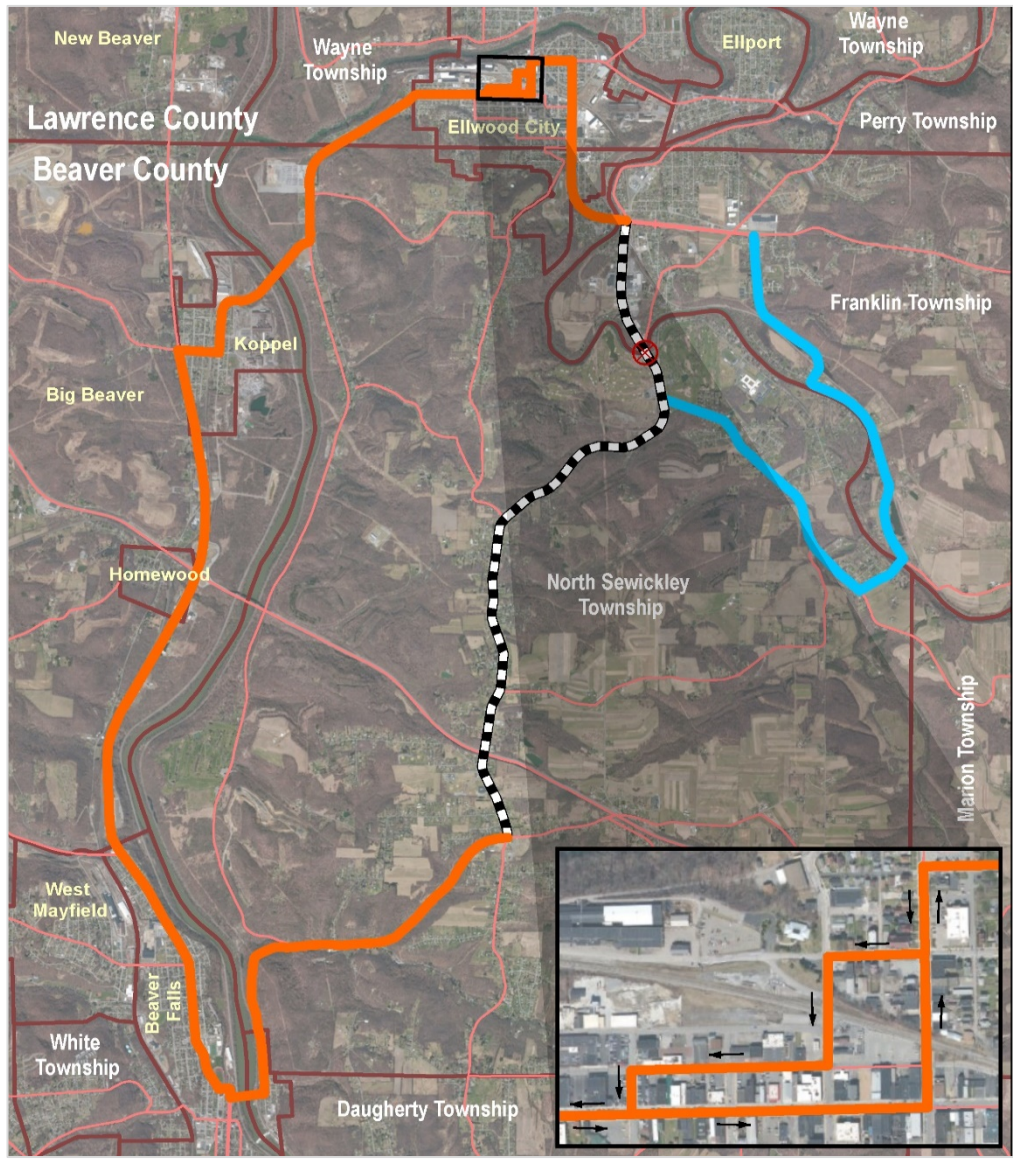 New Beaver
Wayne
Township
Ellport
Wayne
Township
Lawrence County
Ellwood City
Perry Township
Beaver County
Franklin Township
Koppel
Big Beaver
Homewood
North Sewickley
Township
Marion Township
West
Mayfield
Beaver
Falls
White
Township
Daugherty Township